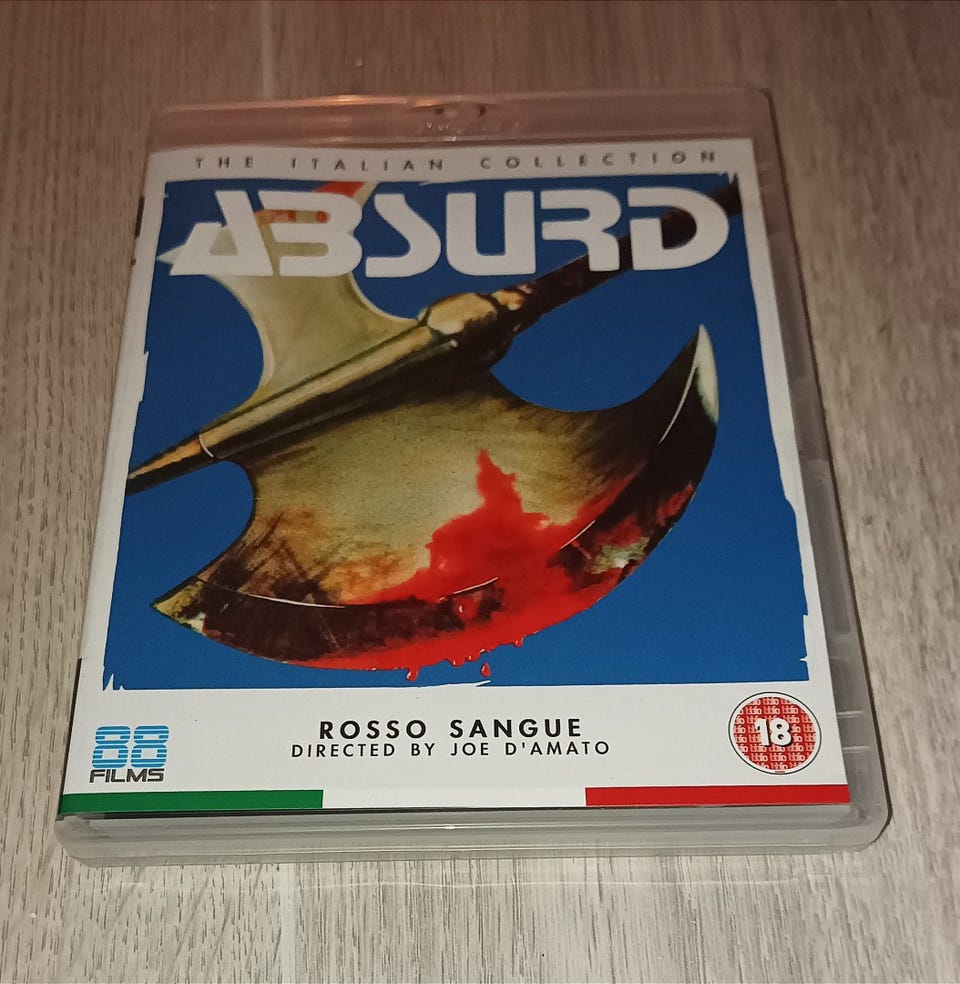 THE ITALIAN COLLECTION
ABSURD
ROSSO SANGUE
DIRECTED BY JOE D'AMATO
88
FILMS
18